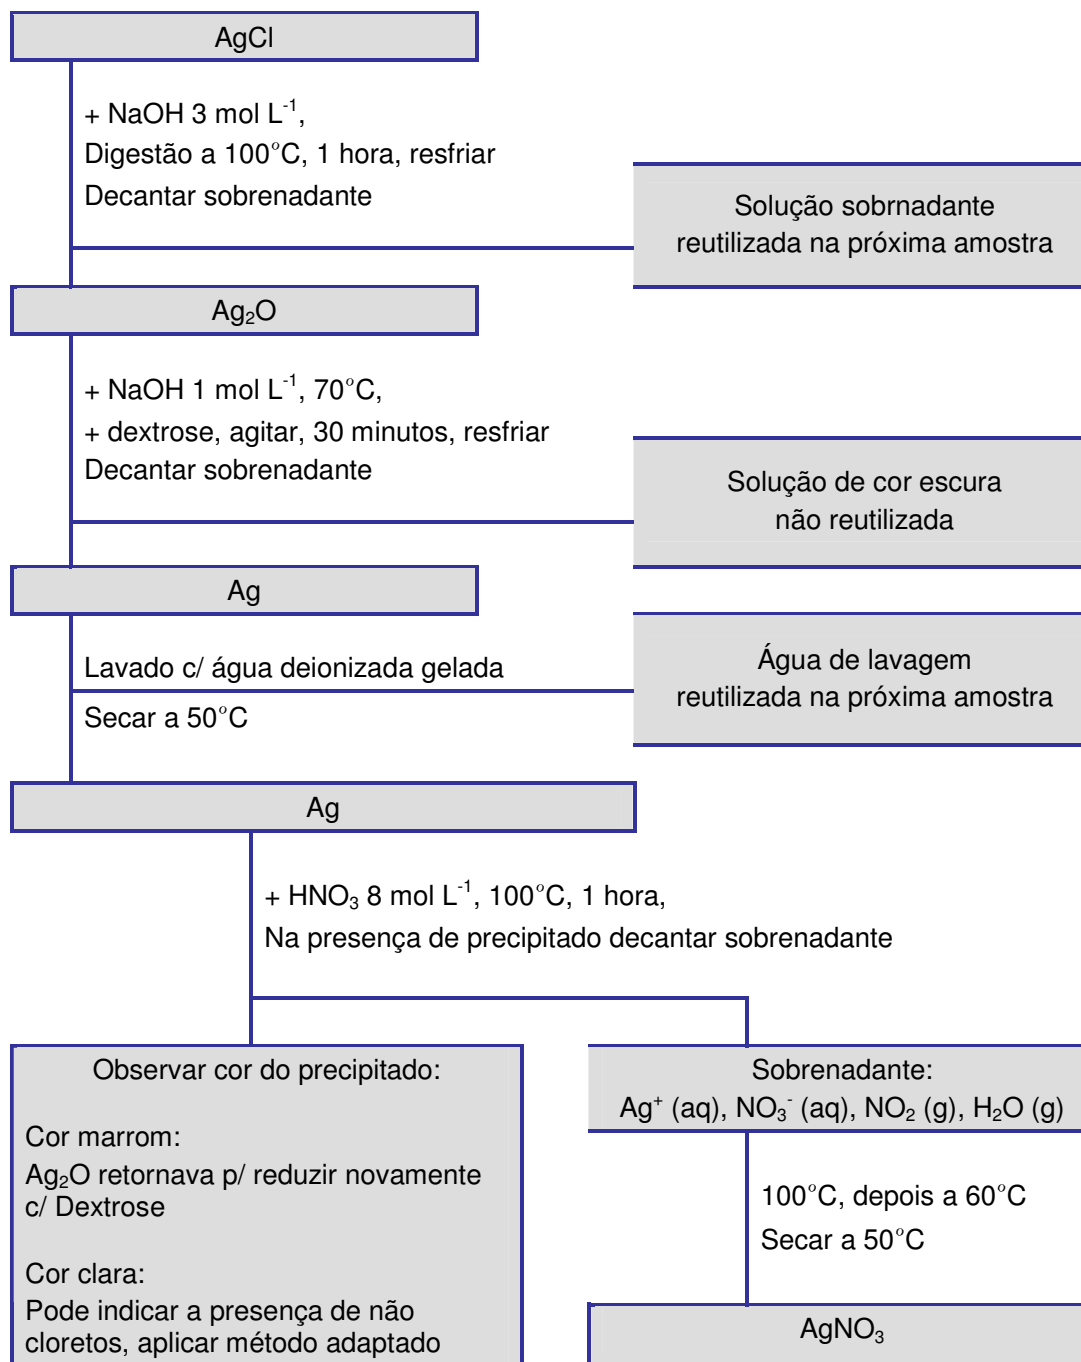 AgCl
+ NaOH 3 mol L⁻¹,
Digestão a 100°C, 1 hora, resfriar
Decantar sobrenadante
Solução sobrnadante
reutilizada na próxima amostra
Ag₂O
+ NaOH 1 mol L⁻¹, 70°C,
+ dextrose, agitar, 30 minutos, resfriar
Decantar sobrenadante
Solução de cor escura
não reutilizada
Ag
Lavado c/ água deionizada gelada
Secar a 50°C
Água de lavagem
reutilizada na próxima amostra
Ag
+ HNO₃ 8 mol L⁻¹, 100°C, 1 hora,
Na presença de precipitado decantar sobrenadante
Observar cor do precipitado:
Cor marrom:
Ag₂O retornava p/ reduzir novamente
c/ Dextrose
Cor clara:
Pode indicar a presença de não
cloretos, aplicar método adaptado
Sobrenadante:
Ag⁺ (aq), NO₃⁻ (aq), NO₂ (g), H₂O (g)
100°C, depois a 60°C
Secar a 50°C
AgNO₃